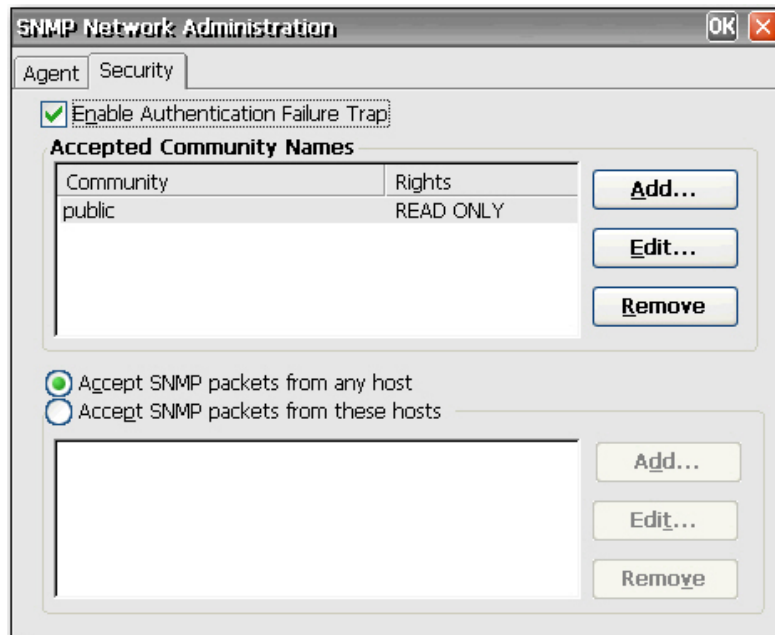 SNMP Network Administration OK
Agent Security
Enable Authentication Failure Trap
Accepted Community Names
Community Rights
public READ ONLY
Add...
Edit...
Remove
Accept SNMP packets from any host
Accept SNMP packets from these hosts
Add...
Edit...
Remove